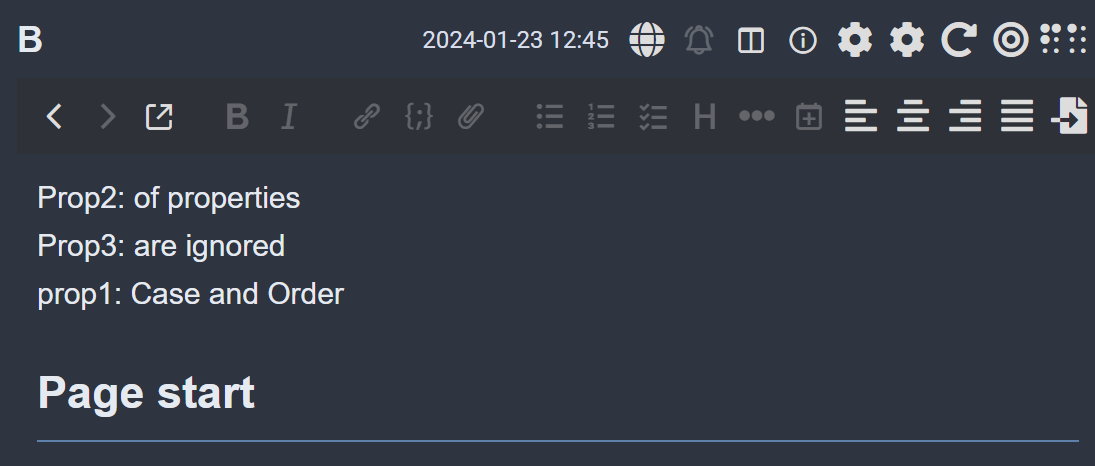 B
2024-01-23 12:45
B I {;} H
Prop2: of properties
Prop3: are ignored
prop1: Case and Order
Page start